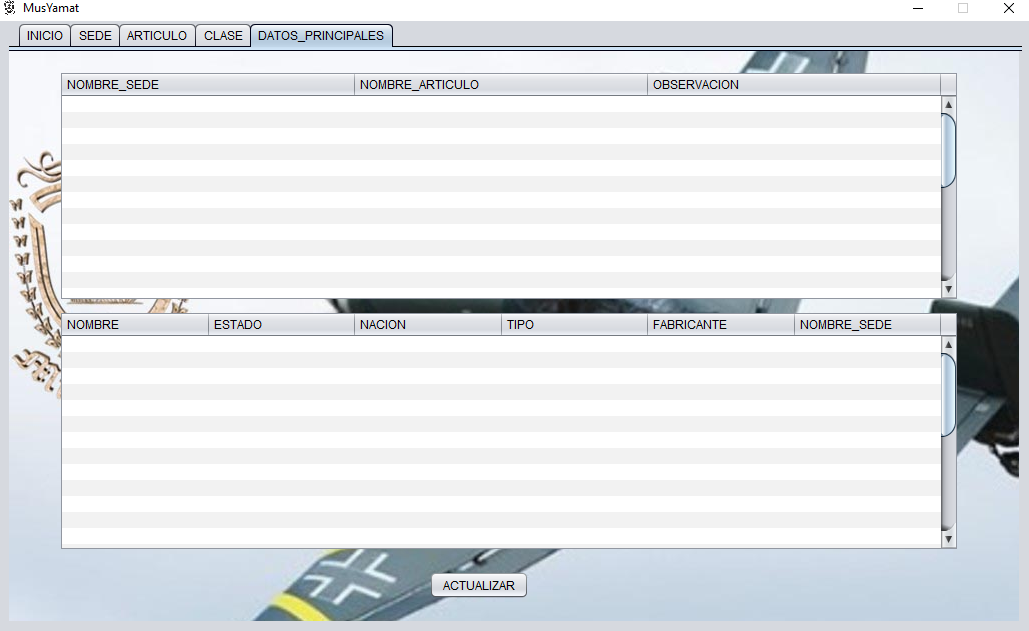 MusYamat
INICIO SEDE ARTICULO CLASE DATOS_PRINCIPALES
NOMBRE_SEDE NOMBRE_ARTICULO OBSERVACION
NOMBRE ESTADO NACION TIPO FABRICANTE NOMBRE_SEDE
ACTUALIZAR